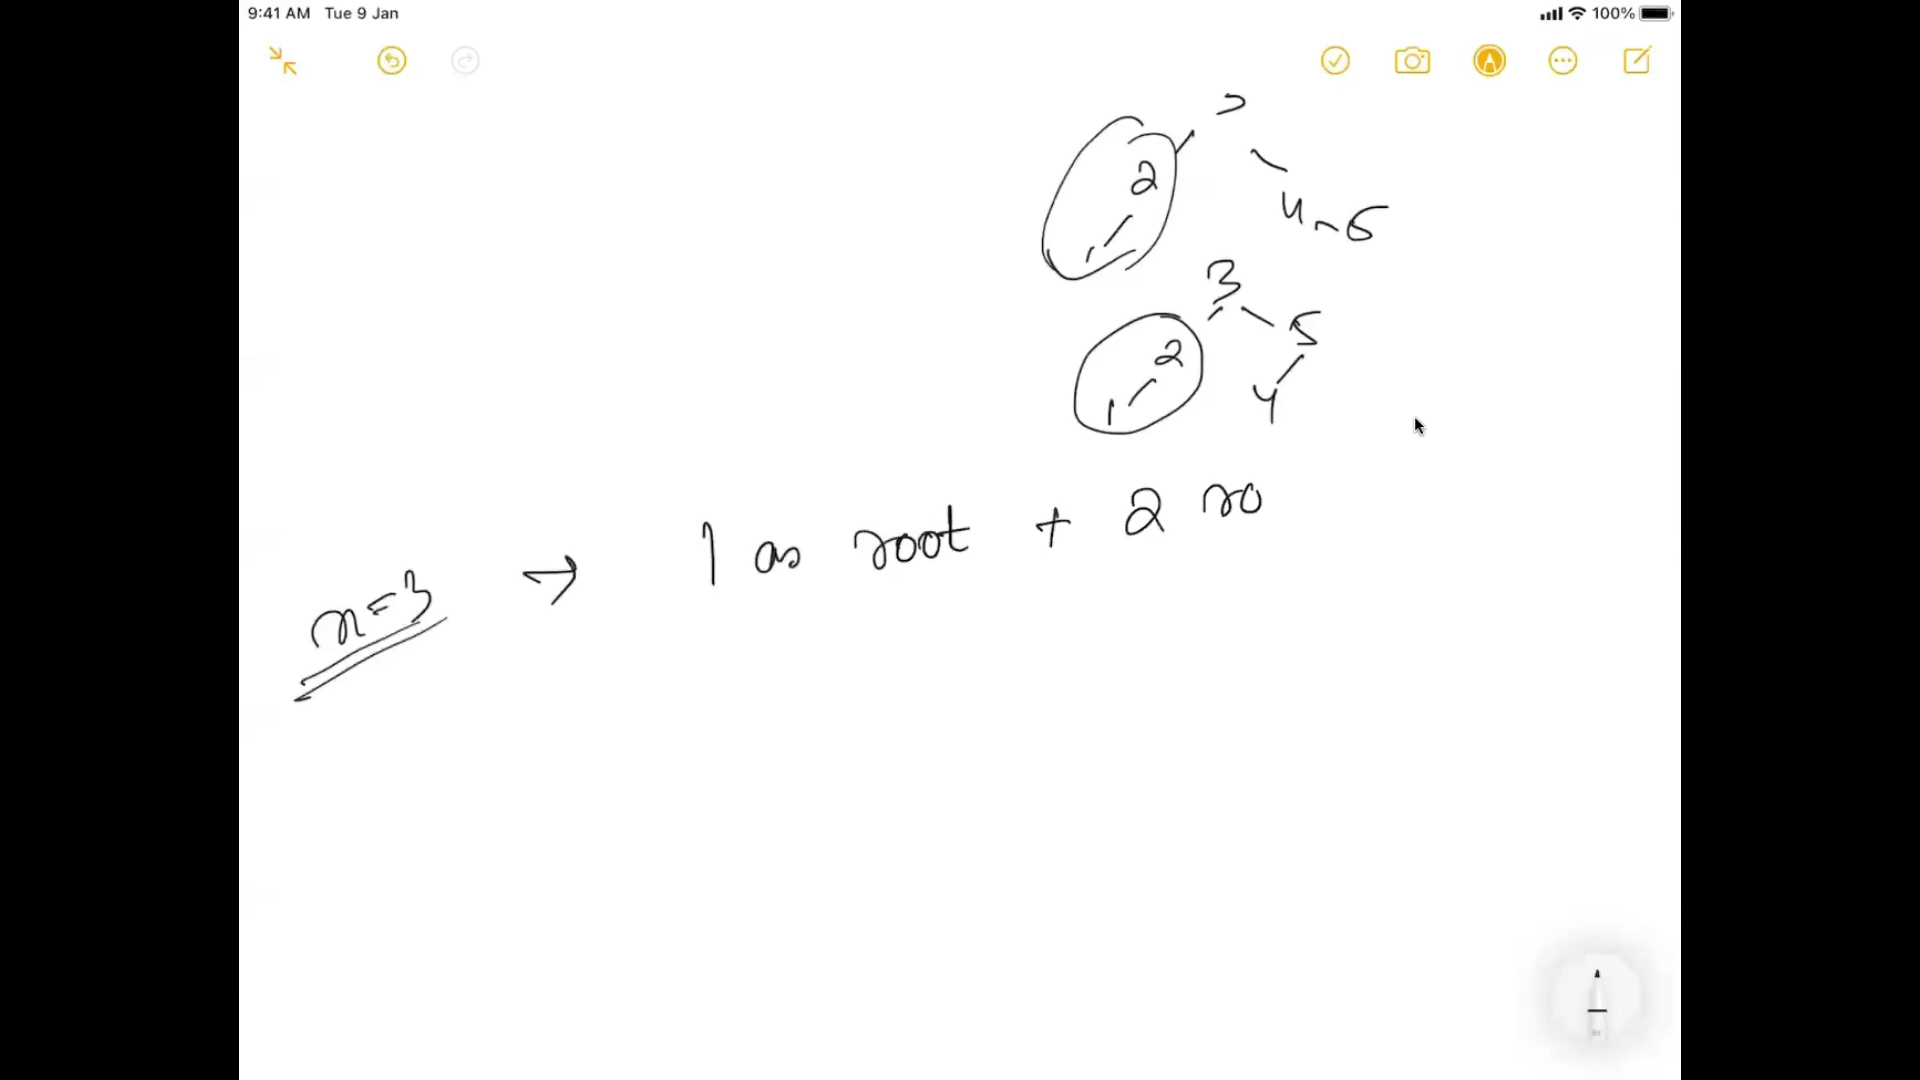 9:41 AM Tue 9 Jan 100%
2
4 5
1
3
5
2
1 4
1 as root + 2 ro
n=3 →